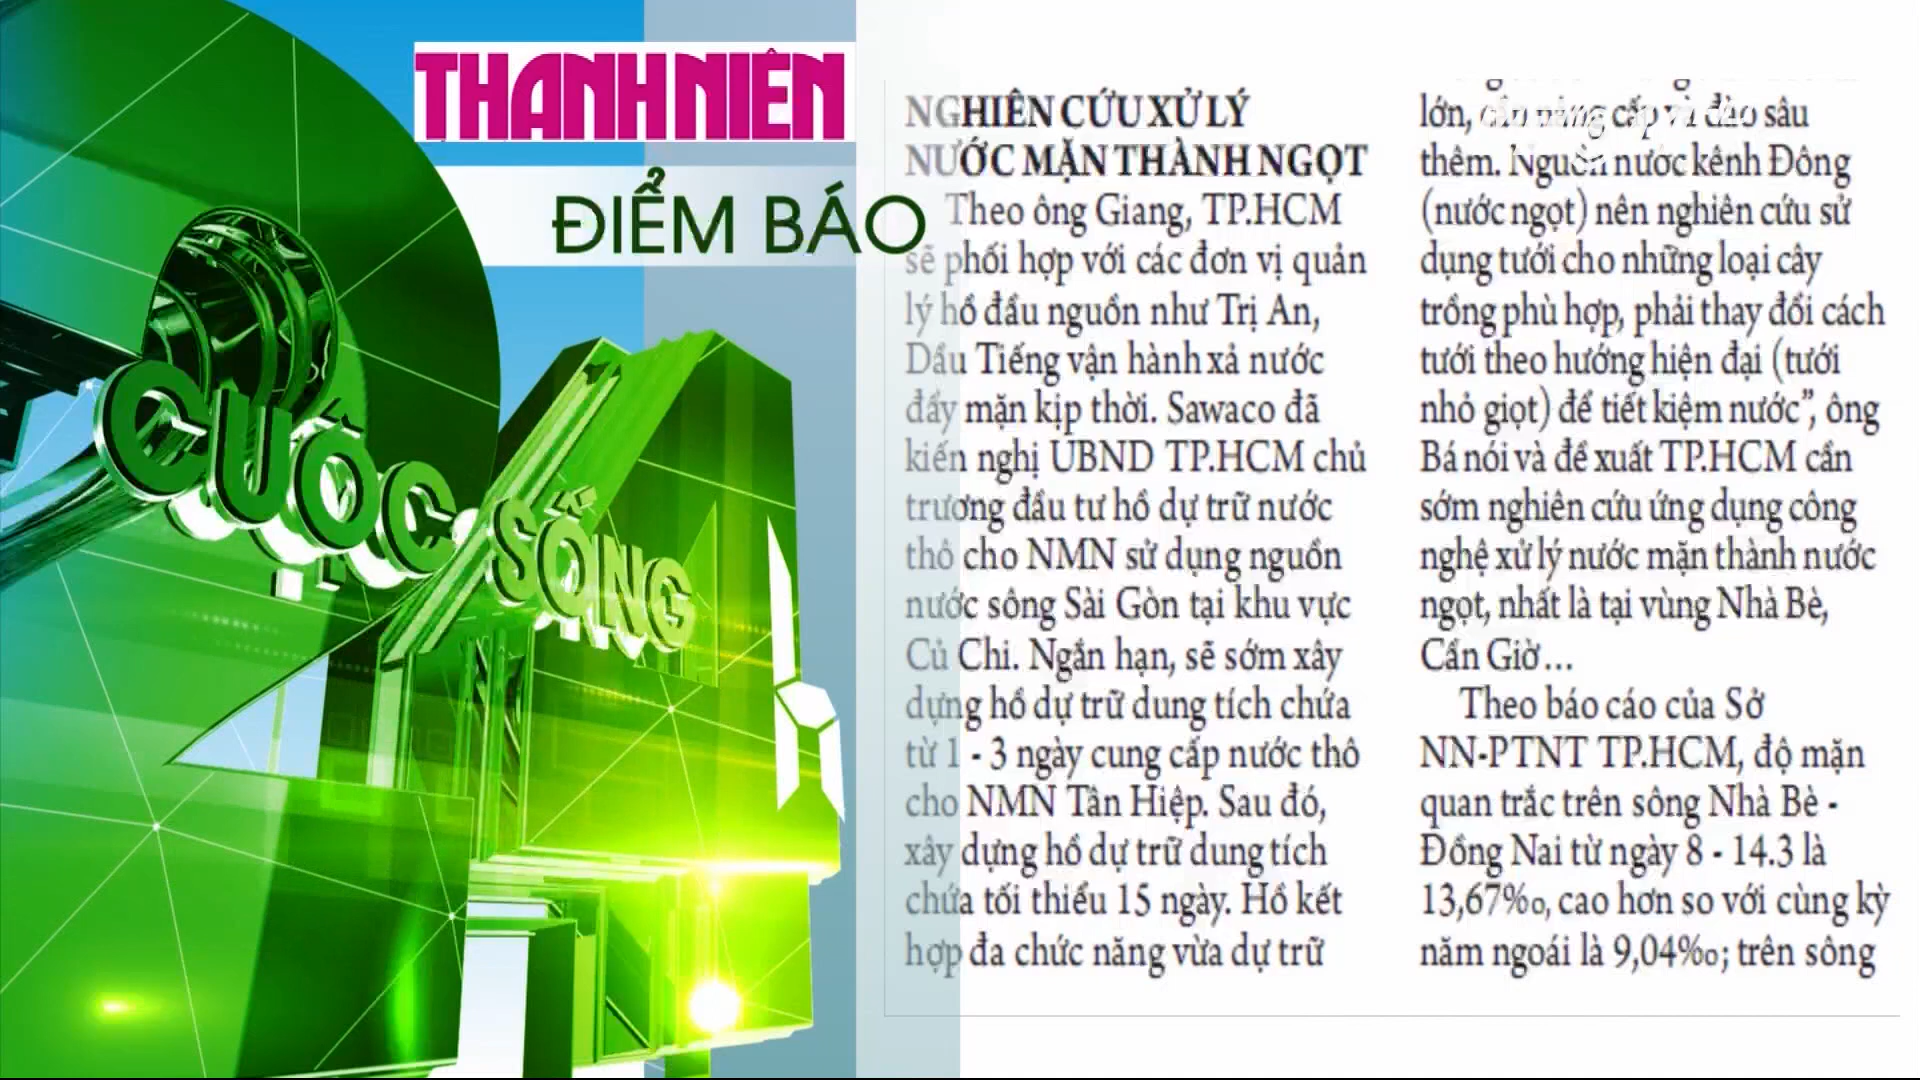 THANH NIÊN
ĐIỂM BÁO
CUỘC SỐNG
24h
NGHIÊN CỨU XỬ LÝ
NƯỚC MẶN THÀNH NGỌT
Theo ông Giang, TP.HCM
sẽ phối hợp với các đơn vị quản
lý hồ đầu nguồn như Trị An,
Dầu Tiếng vận hành xả nước
đẩy mặn kịp thời. Sawaco đã
kiến nghị UBND TP.HCM chủ
trương đầu tư hồ dự trữ nước
thô cho NMN sử dụng nguồn
nước sông Sài Gòn tại khu vực
Củ Chi. Ngắn hạn, sẽ sớm xây
dựng hồ dự trữ dung tích chứa
từ 1 - 3 ngày cung cấp nước thô
cho NMN Tân Hiệp. Sau đó,
xây dựng hồ dự trữ dung tích
chứa tối thiểu 15 ngày. Hồ kết
hợp đa chức năng vừa dự trữ
lớn, cần nâng cấp và đào sâu
thêm. Nguồn nước kênh Đông
(nước ngọt) nên nghiên cứu sử
dụng tưới cho những loại cây
trồng phù hợp, phải thay đổi cách
tưới theo hướng hiện đại (tưới
nhỏ giọt) để tiết kiệm nước”, ông
Bá nói và đề xuất TP.HCM cần
sớm nghiên cứu ứng dụng công
nghệ xử lý nước mặn thành nước
ngọt, nhất là tại vùng Nhà Bè,
Cần Giờ...
Theo báo cáo của Sở
NN-PTNT TP.HCM, độ mặn
quan trắc trên sông Nhà Bè -
Đồng Nai từ ngày 8 - 14.3 là
13,67‰, cao hơn so với cùng kỳ
năm ngoái là 9,04‰; trên sông